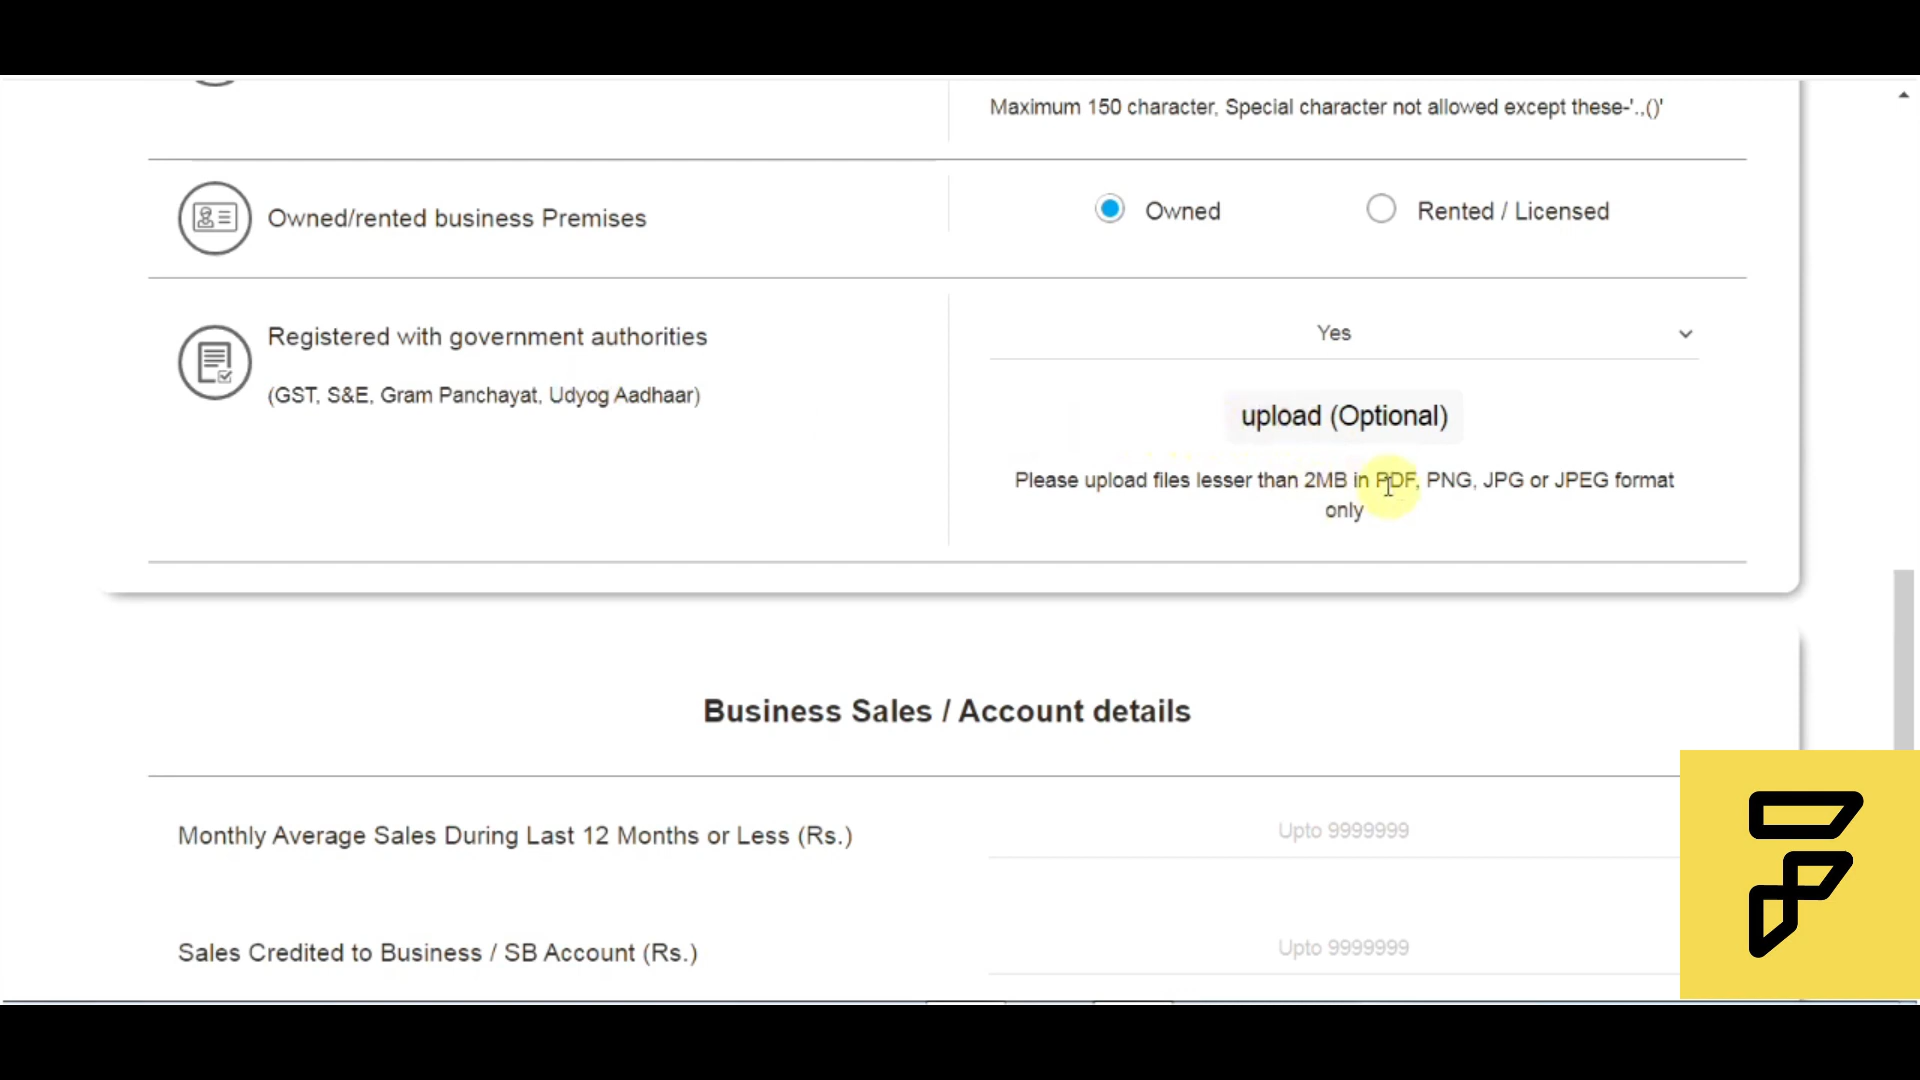 Maximum 150 character, Special character not allowed except these-'.,()'
Owned/rented business Premises
Owned
Rented / Licensed
Registered with government authorities
(GST, S&E, Gram Panchayat, Udyog Aadhaar)
Yes
upload (Optional)
Please upload files lesser than 2MB in PDF, PNG, JPG or JPEG format
only
Business Sales / Account details
Monthly Average Sales During Last 12 Months or Less (Rs.)
Upto 9999999
Sales Credited to Business / SB Account (Rs.)
Upto 9999999